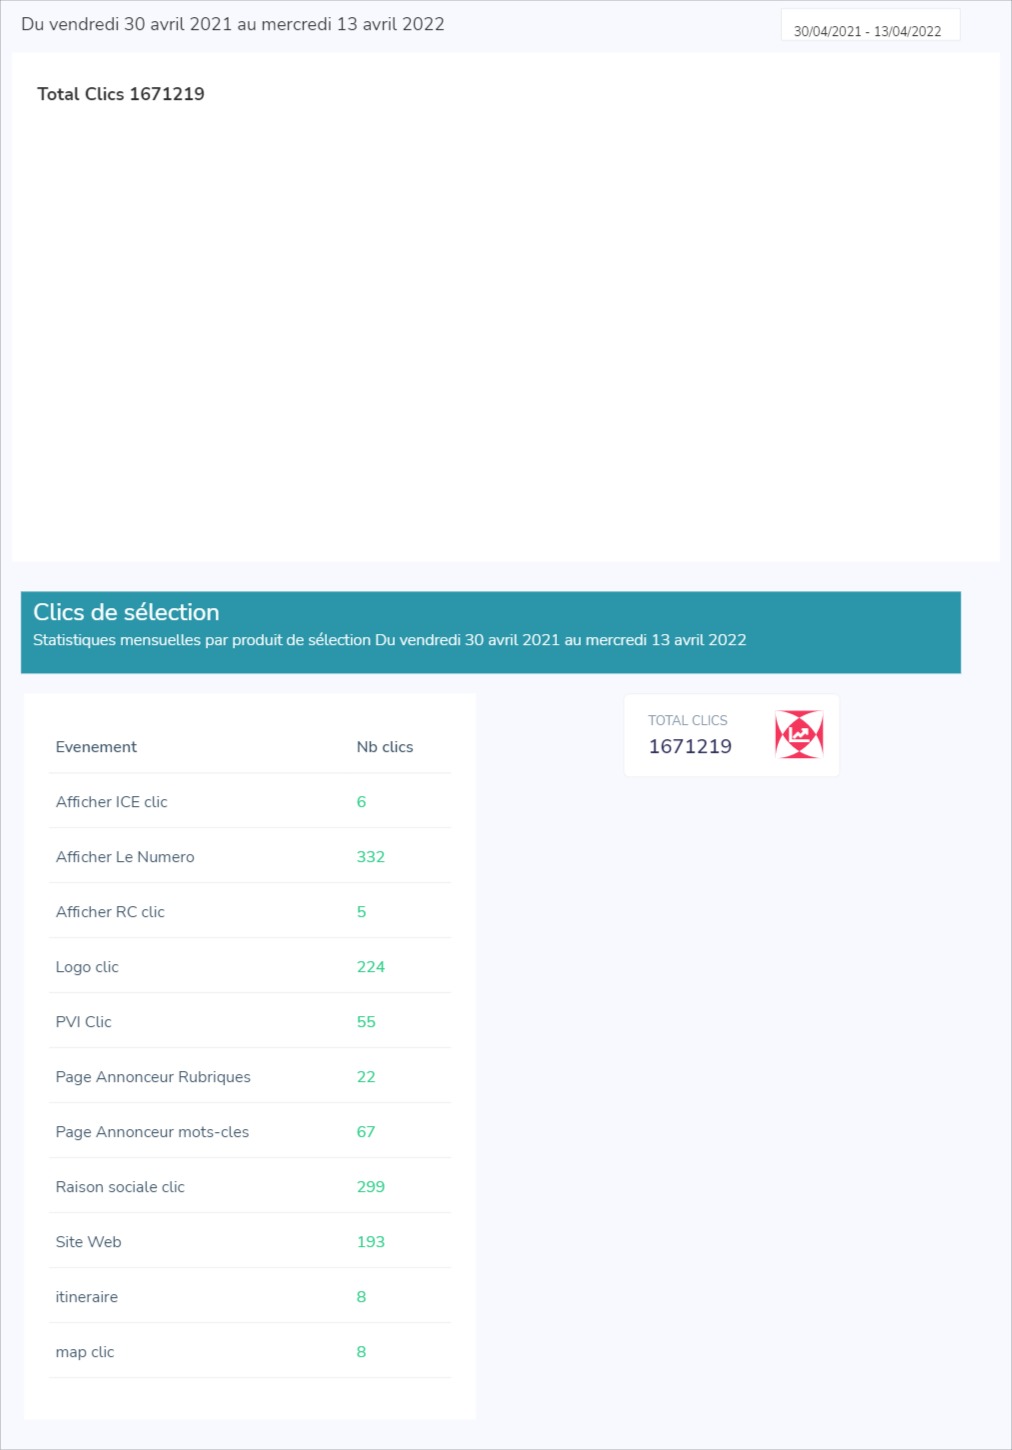 Du vendredi 30 avril 2021 au mercredi 13 avril 2022
30/04/2021 - 13/04/2022
Total Clics 1671219
Clics de sélection
Statistiques mensuelles par produit de sélection Du vendredi 30 avril 2021 au mercredi 13 avril 2022
TOTAL CLICS
1671219
Evenement Nb clics
Afficher ICE clic 6
Afficher Le Numero 332
Afficher RC clic 5
Logo clic 224
PVI Clic 55
Page Annonceur Rubriques 22
Page Annonceur mots-cles 67
Raison sociale clic 299
Site Web 193
itineraire 8
map clic 8